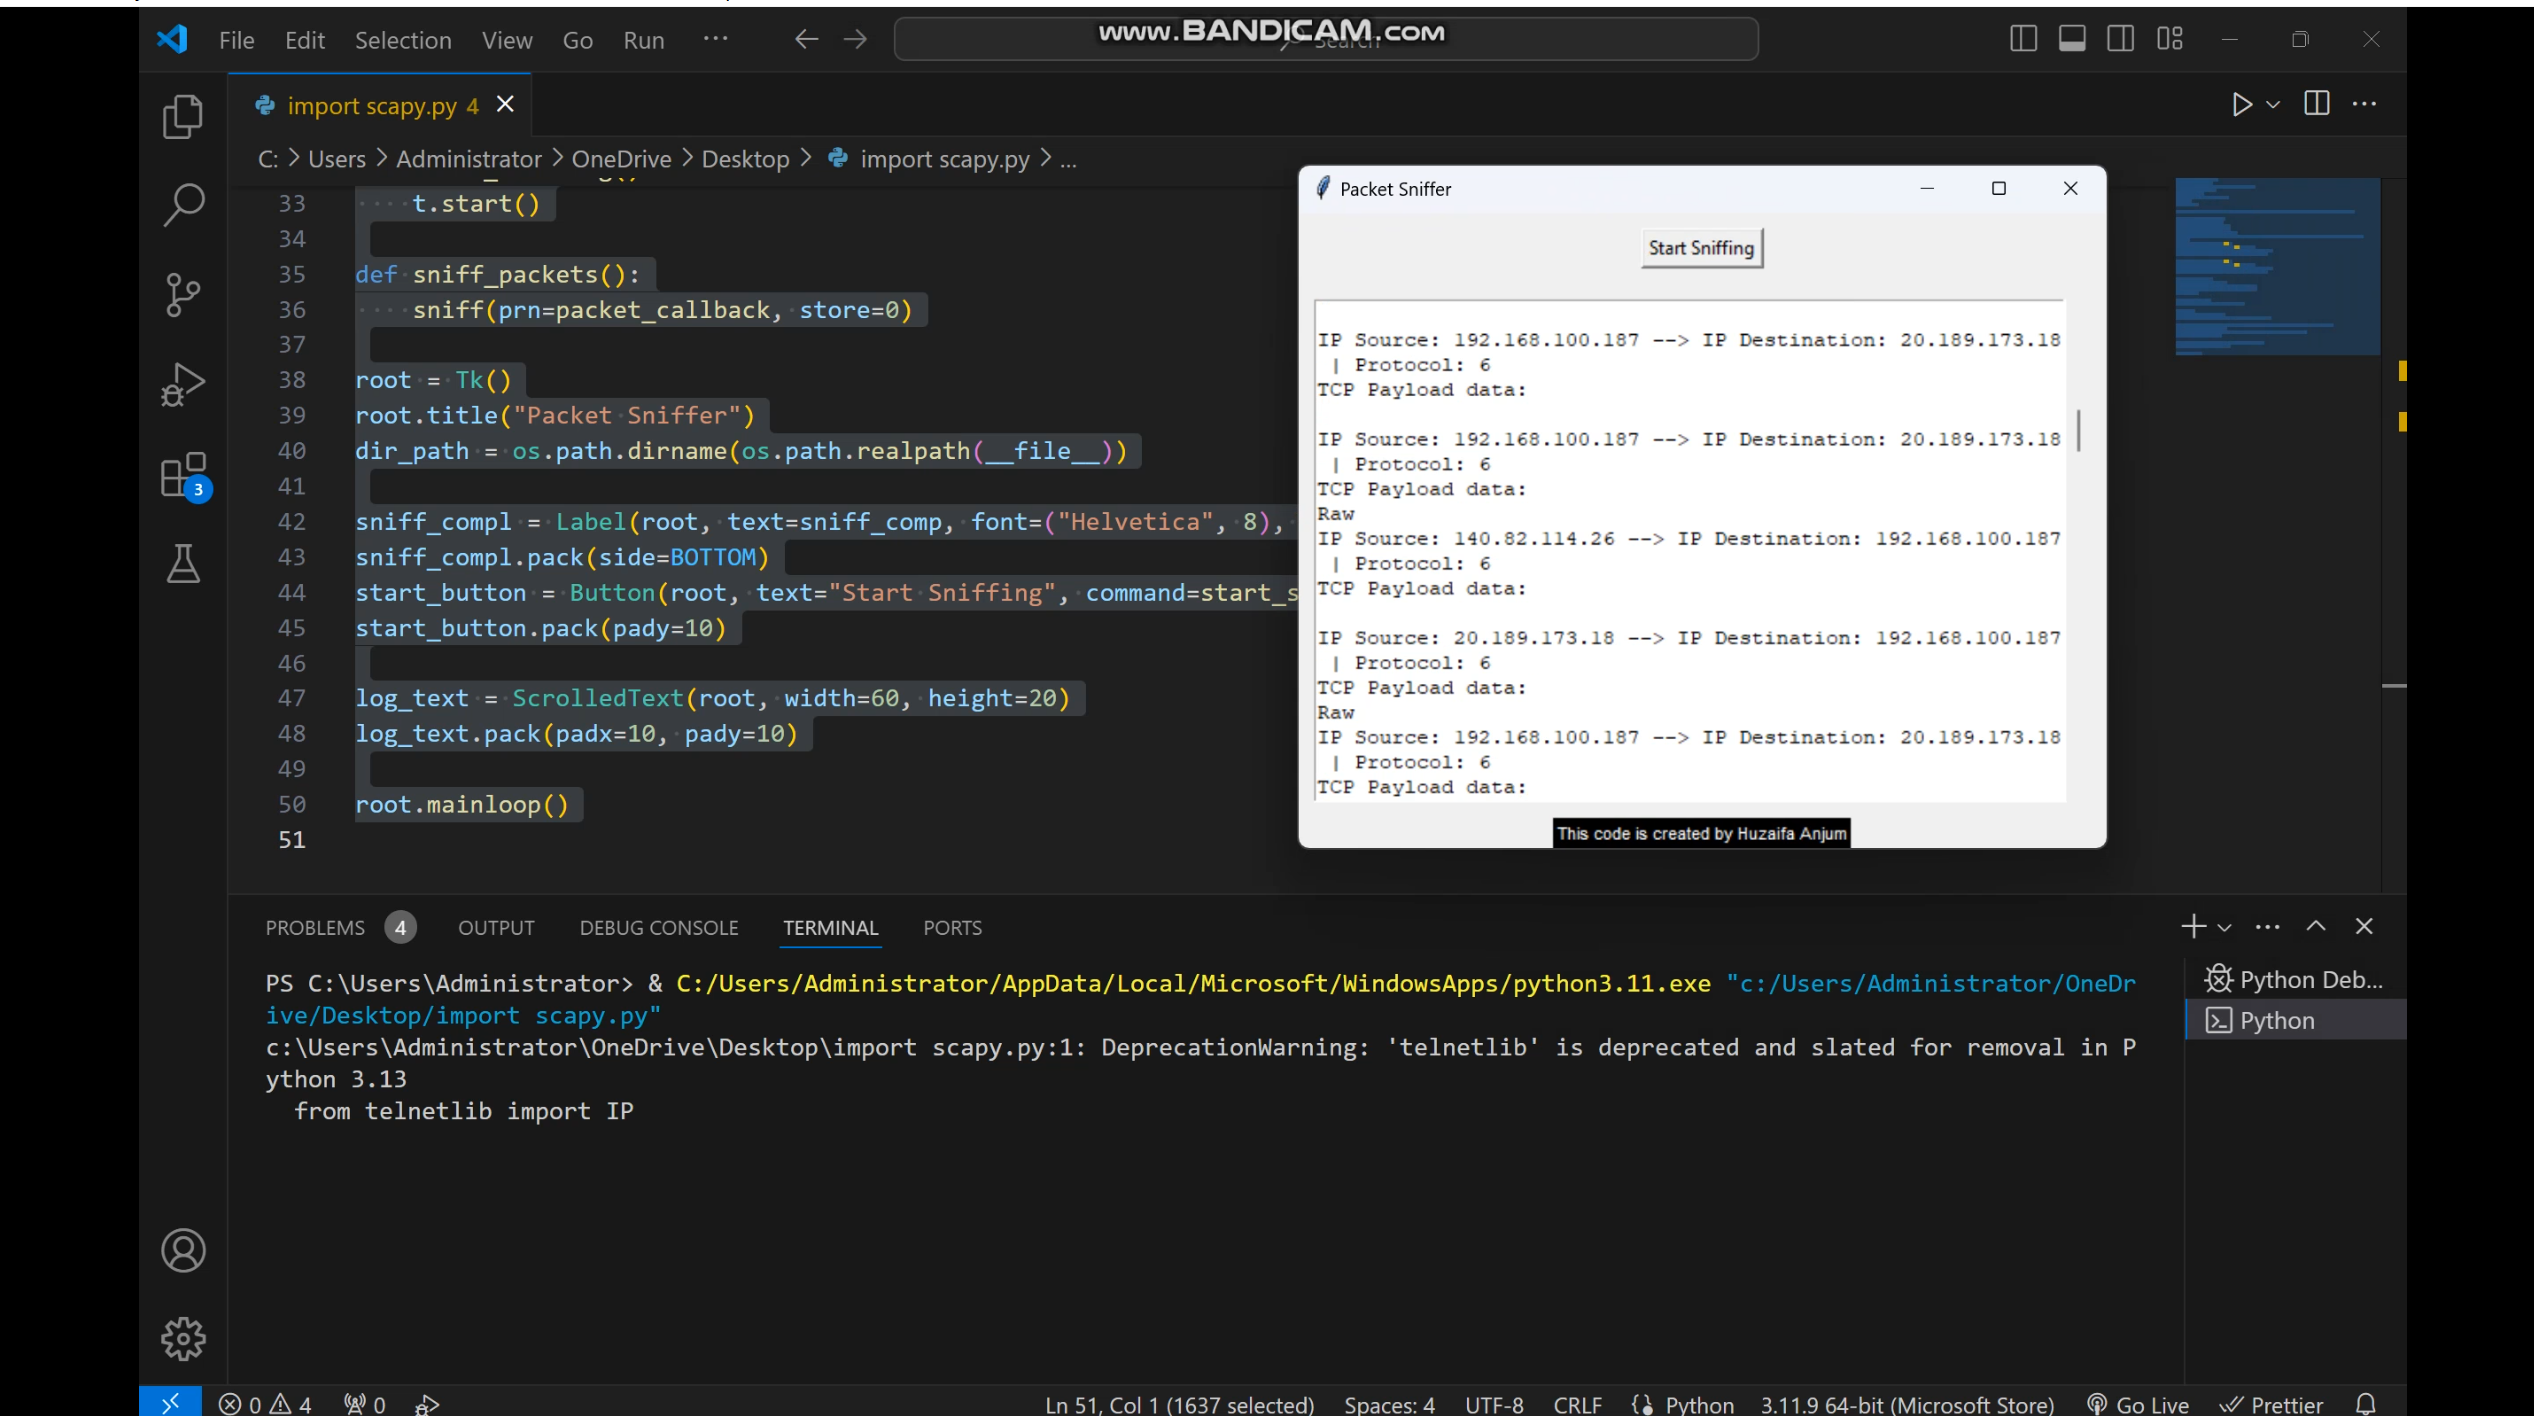 www.BANDICAM.com
File Edit Selection View Go Run ··· Search
import scapy.py 4
C: > Users > Administrator > OneDrive > Desktop > import scapy.py > ...
33 t.start()
34
35 def sniff_packets():
36 sniff(prn=packet_callback, store=0)
37
38 root = Tk()
39 root.title("Packet Sniffer")
40 dir_path = os.path.dirname(os.path.realpath(__file__))
41
42 sniff_compl = Label(root, text=sniff_comp, font=("Helvetica", 8),
43 sniff_compl.pack(side=BOTTOM)
44 start_button = Button(root, text="Start Sniffing", command=start_s
45 start_button.pack(pady=10)
46
47 log_text = ScrolledText(root, width=60, height=20)
48 log_text.pack(padx=10, pady=10)
49
50 root.mainloop()
51
Packet Sniffer
Start Sniffing
IP Source: 192.168.100.187 --> IP Destination: 20.189.173.18
| Protocol: 6
TCP Payload data:
IP Source: 192.168.100.187 --> IP Destination: 20.189.173.18
| Protocol: 6
TCP Payload data:
Raw
IP Source: 140.82.114.26 --> IP Destination: 192.168.100.187
| Protocol: 6
TCP Payload data:
IP Source: 20.189.173.18 --> IP Destination: 192.168.100.187
| Protocol: 6
TCP Payload data:
Raw
IP Source: 192.168.100.187 --> IP Destination: 20.189.173.18
| Protocol: 6
TCP Payload data:
This code is created by Huzaifa Anjum
3
PROBLEMS 4 OUTPUT DEBUG CONSOLE TERMINAL PORTS
PS C:\Users\Administrator> & C:/Users/Administrator/AppData/Local/Microsoft/WindowsApps/python3.11.exe "c:/Users/Administrator/OneDr
ive/Desktop/import scapy.py"
c:\Users\Administrator\OneDrive\Desktop\import scapy.py:1: DeprecationWarning: 'telnetlib' is deprecated and slated for removal in P
ython 3.13
from telnetlib import IP
Python Deb...
Python
0 4 0 Ln 51, Col 1 (1637 selected) Spaces: 4 UTF-8 CRLF Python 3.11.9 64-bit (Microsoft Store) Go Live Prettier